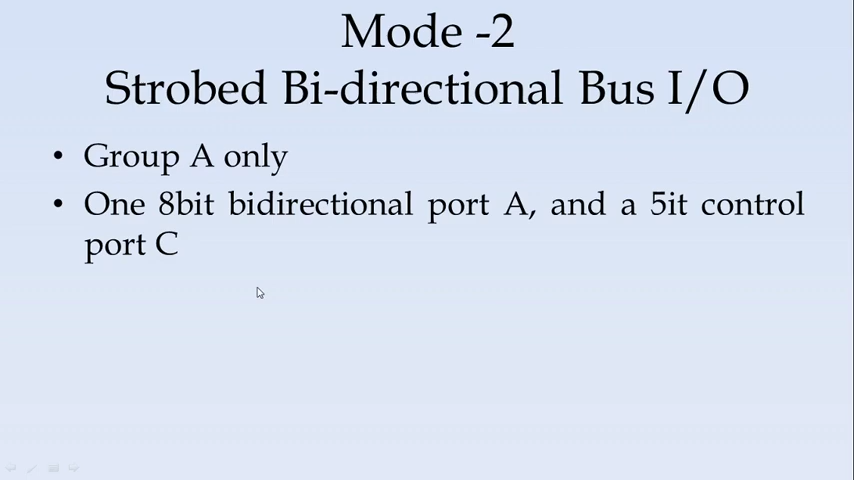 Mode -2
Strobed Bi-directional Bus I/O
• Group A only
• One 8bit bidirectional port A, and a 5it control
port C